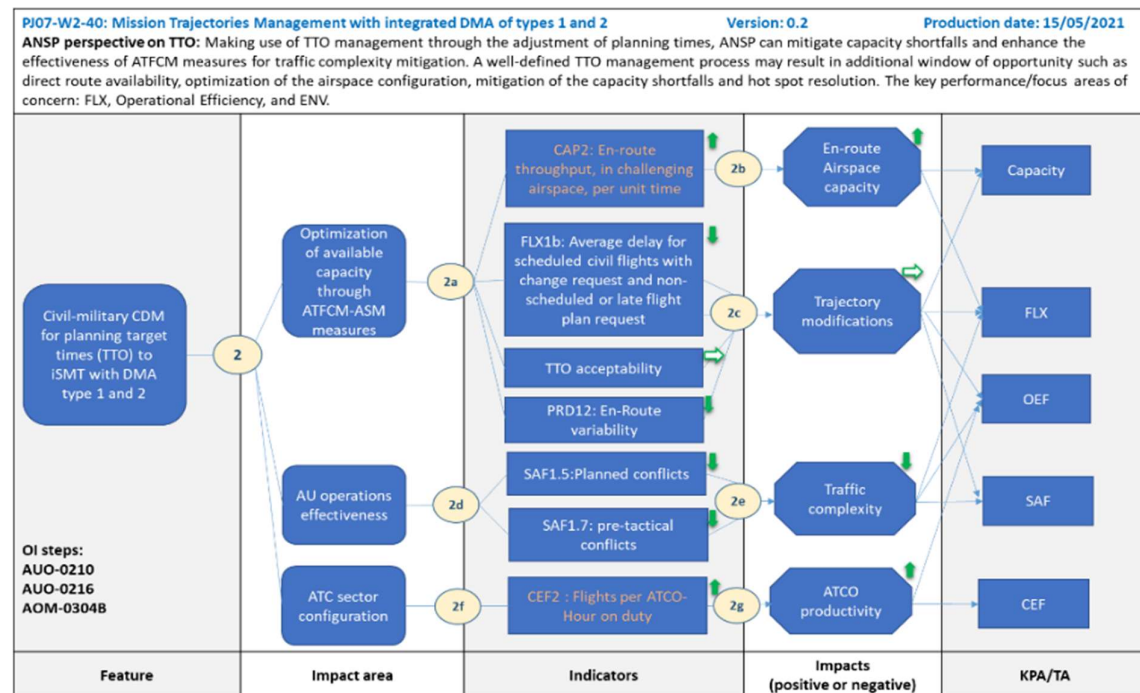 PJ07-W2-40: Mission Trajectories Management with integrated DMA of types 1 and 2 Version: 0.2 Production date: 15/05/2021
ANSP perspective on TTO: Making use of TTO management through the adjustment of planning times, ANSP can mitigate capacity shortfalls and enhance the
effectiveness of ATFCM measures for traffic complexity mitigation. A well-defined TTO management process may result in additional window of opportunity such as
direct route availability, optimization of the airspace configuration, mitigation of the capacity shortfalls and hot spot resolution. The key performance/focus areas of
concern: FLX, Operational Efficiency, and ENV.
Civil-military CDM
for planning target
times (TTO) to
iSMT with DMA
type 1 and 2
2
OI steps:
AUO-0210
AUO-0216
AOM-0304B
Optimization
of available
capacity
through
ATFCM-ASM
measures
2a
AU operations
effectiveness
2d
ATC sector
configuration
2f
CAP2: En-route
throughput, in challenging
airspace, per unit time
2b
FLX1b: Average delay for
scheduled civil flights with
change request and non-
scheduled or late flight
plan request
2c
TTO acceptability
PRD12: En-Route
variability
SAF1.5:Planned conflicts
2e
SAF1.7: pre-tactical
conflicts
CEF2 : Flights per ATCO-
Hour on duty
2g
En-route
Airspace
capacity
Trajectory
modifications
Traffic
complexity
ATCO
productivity
Capacity
FLX
OEF
SAF
CEF
Feature
Impact area
Indicators
Impacts
(positive or negative)
KPA/TA